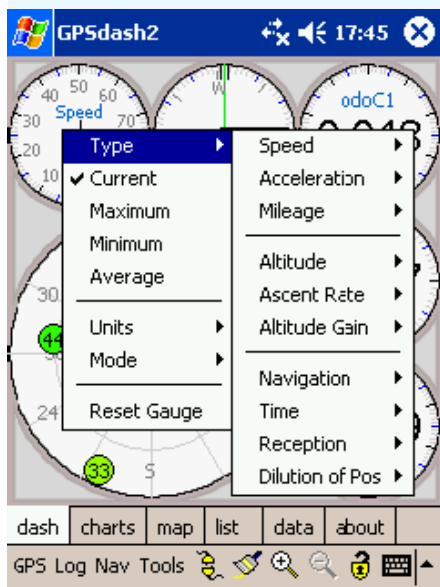 GPSdash2 17:45
40 50 60
Speed
30 70
20
10
W
odoC1
Type
Current
Maximum
Minimum
Average
Units
Mode
Reset Gauge
Speed
Acceleration
Mileage
Altitude
Ascent Rate
Altitude Gain
Navigation
Time
Reception
Dilution of Pos
30
44
24
33
S
dash charts map list data about
GPS Log Nav Tools